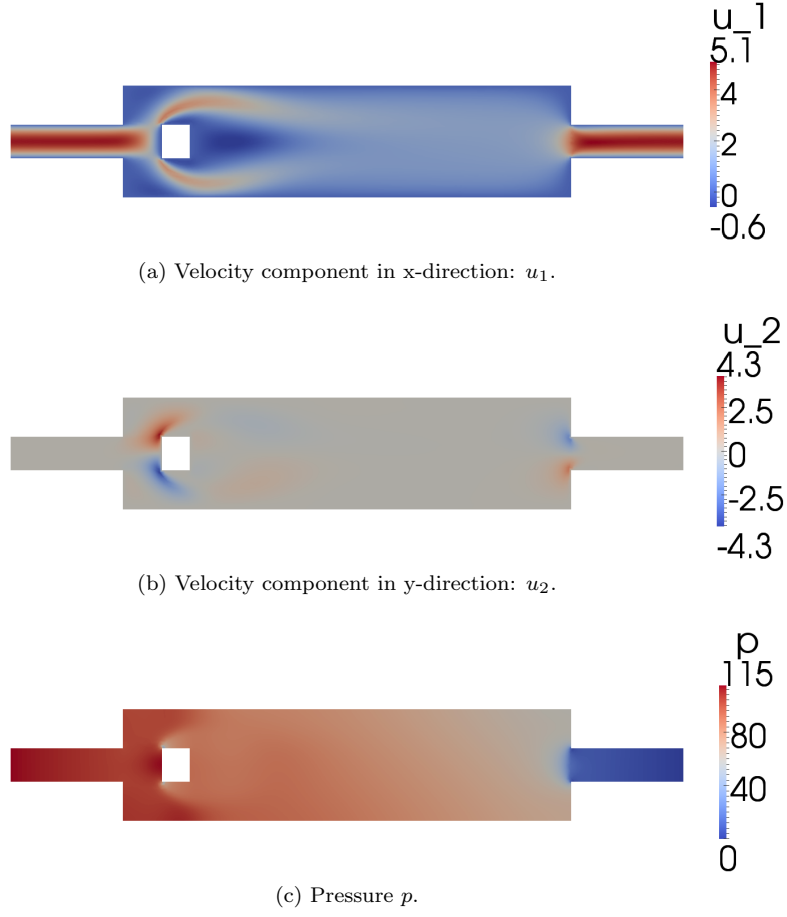 u_1
5.1
4
2
0
-0.6
(a) Velocity component in x-direction: u₁.
u_2
4.3
2.5
0
-2.5
-4.3
(b) Velocity component in y-direction: u₂.
p
115
80
40
0
(c) Pressure p.